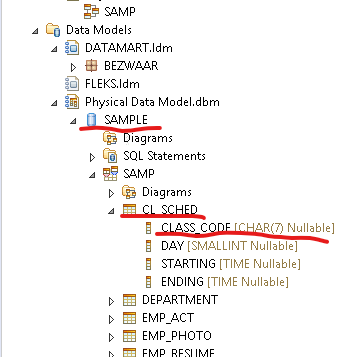 SAMP
Data Models
DATAMART.ldm
BEZWAAR
FLEKS.ldm
Physical Data Model.dbm
SAMPLE
Diagrams
SQL Statements
SAMP
Diagrams
CL_SCHED
CLASS_CODE [CHAR(7) Nullable]
DAY [SMALLINT Nullable]
STARTING [TIME Nullable]
ENDING [TIME Nullable]
DEPARTMENT
EMP_ACT
EMP_PHOTO
EMP_RESUME